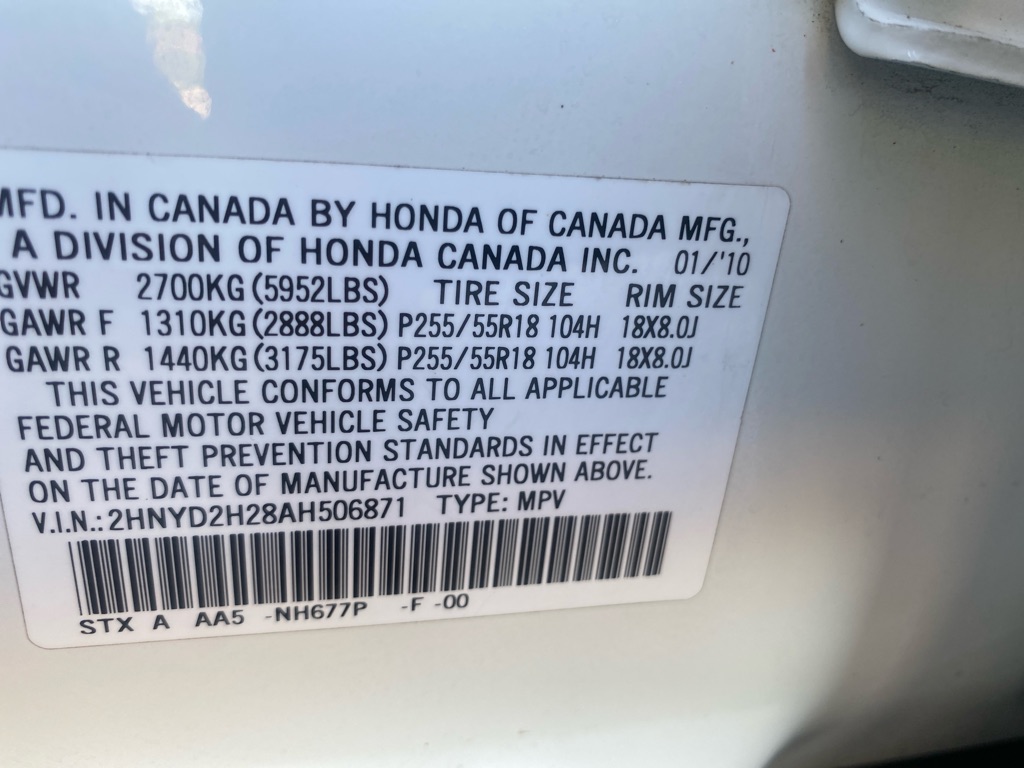 MFD. IN CANADA BY HONDA OF CANADA MFG.,
A DIVISION OF HONDA CANADA INC. 01/'10
GVWR 2700KG (5952LBS) TIRE SIZE RIM SIZE
GAWR F 1310KG (2888LBS) P255/55R18 104H 18X8.0J
GAWR R 1440KG (3175LBS) P255/55R18 104H 18X8.0J
THIS VEHICLE CONFORMS TO ALL APPLICABLE
FEDERAL MOTOR VEHICLE SAFETY
AND THEFT PREVENTION STANDARDS IN EFFECT
ON THE DATE OF MANUFACTURE SHOWN ABOVE.
V.I.N.: 2HNYD2H28AH506871 TYPE: MPV
STX A AA5 -NH677P -F -00